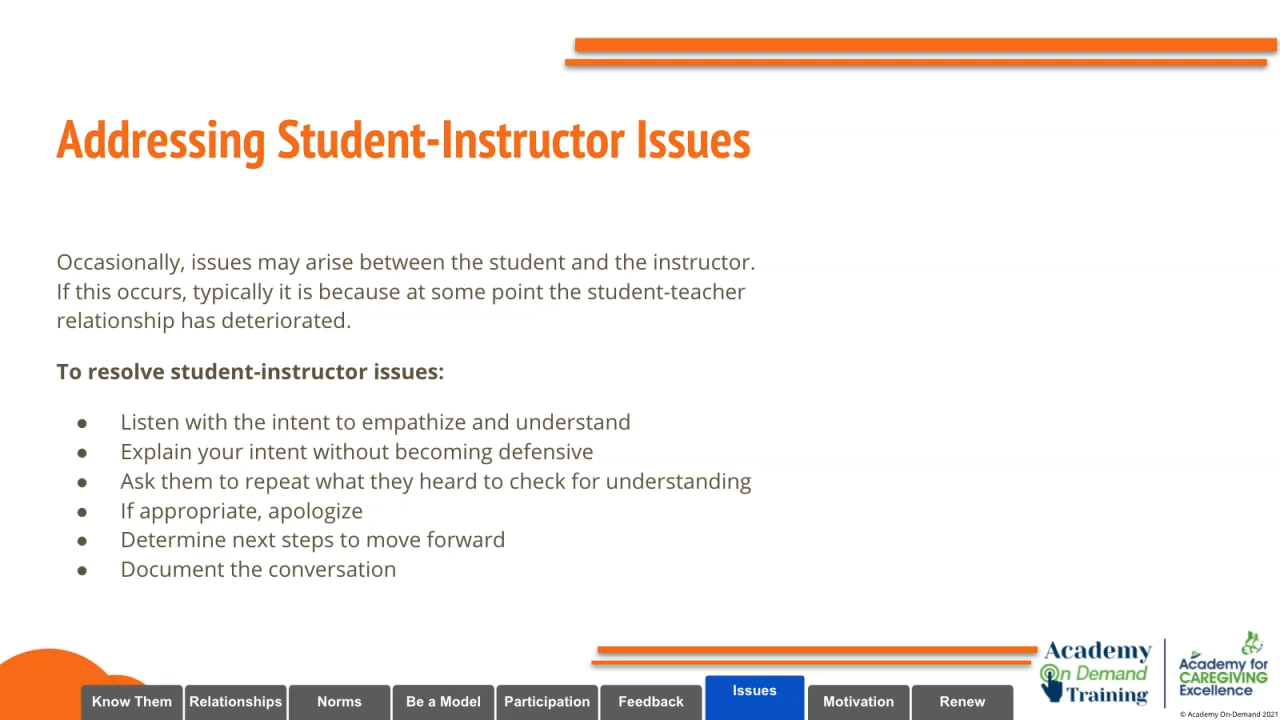 Addressing Student-Instructor Issues
Occasionally, issues may arise between the student and the instructor.
If this occurs, typically it is because at some point the student-teacher
relationship has deteriorated.
To resolve student-instructor issues:
● Listen with the intent to empathize and understand
● Explain your intent without becoming defensive
● Ask them to repeat what they heard to check for understanding
● If appropriate, apologize
● Determine next steps to move forward
● Document the conversation
Know Them
Relationships
Norms
Be a Model
Participation
Feedback
Issues
Motivation
Renew
Academy
On Demand
Training
Academy for
CAREGIVING
Excellence
© Academy On-Demand 2021